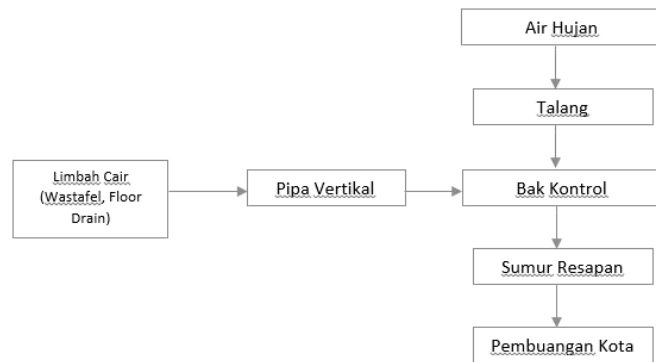 Air Hujan
Talang
Limbah Cair
(Wastafel, Floor
Drain)
Pipa Vertikal
Bak Kontrol
Sumur Resapan
Pembuangan Kota